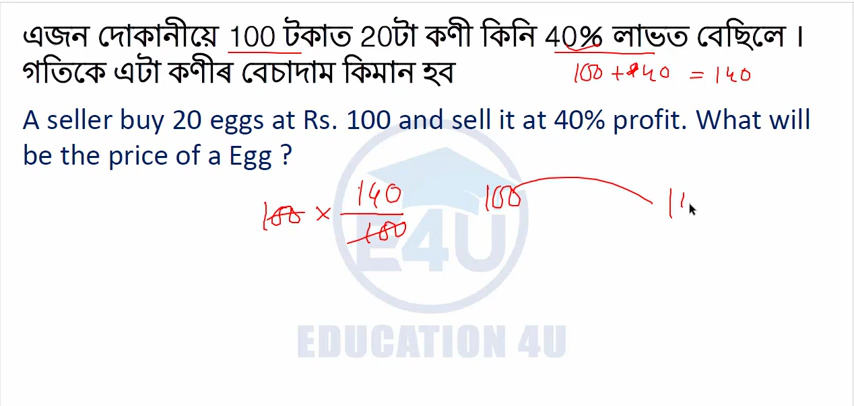 এজন দোকানীয়ে 100 টকাত 20টা কণী কিনি 40% লাভত বেছিলে ।
গতিকে এটা কণীৰ বেচাদাম কিমান হব
100 + 40 = 140
A seller buy 20 eggs at Rs. 100 and sell it at 40% profit. What will
be the price of a Egg ?
100 × 140/100
100
E4U
EDUCATION 4U